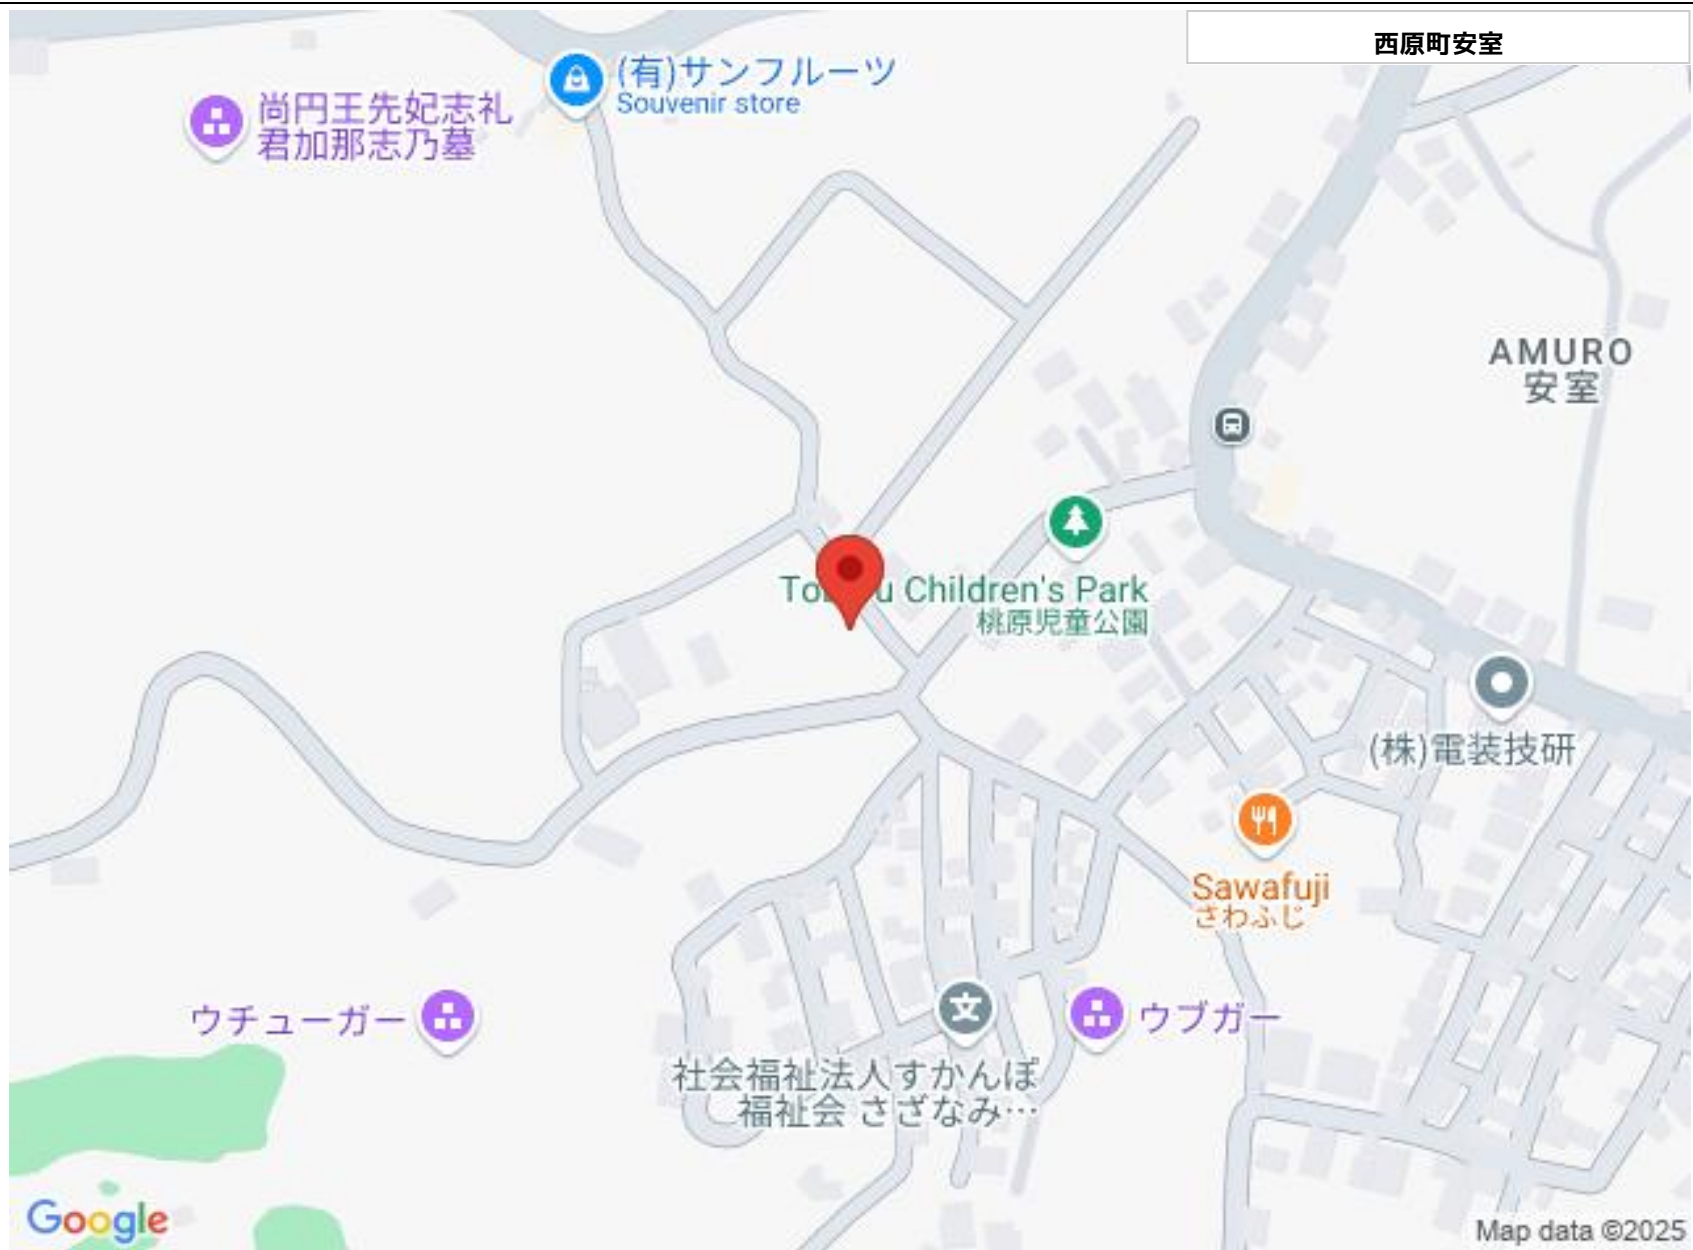 西原町安室
(有)サンフルーツ
Souvenir store
尚円王先妃志礼
君加那志乃墓
AMURO
安室
Children's Park
桃原児童公園
(株)電装技研
Sawafuji
さわふじ
ウチューガー
文
ウブガー
社会福祉法人すかんぽ
福祉会 さざなみ…
Google
Map data ©2025